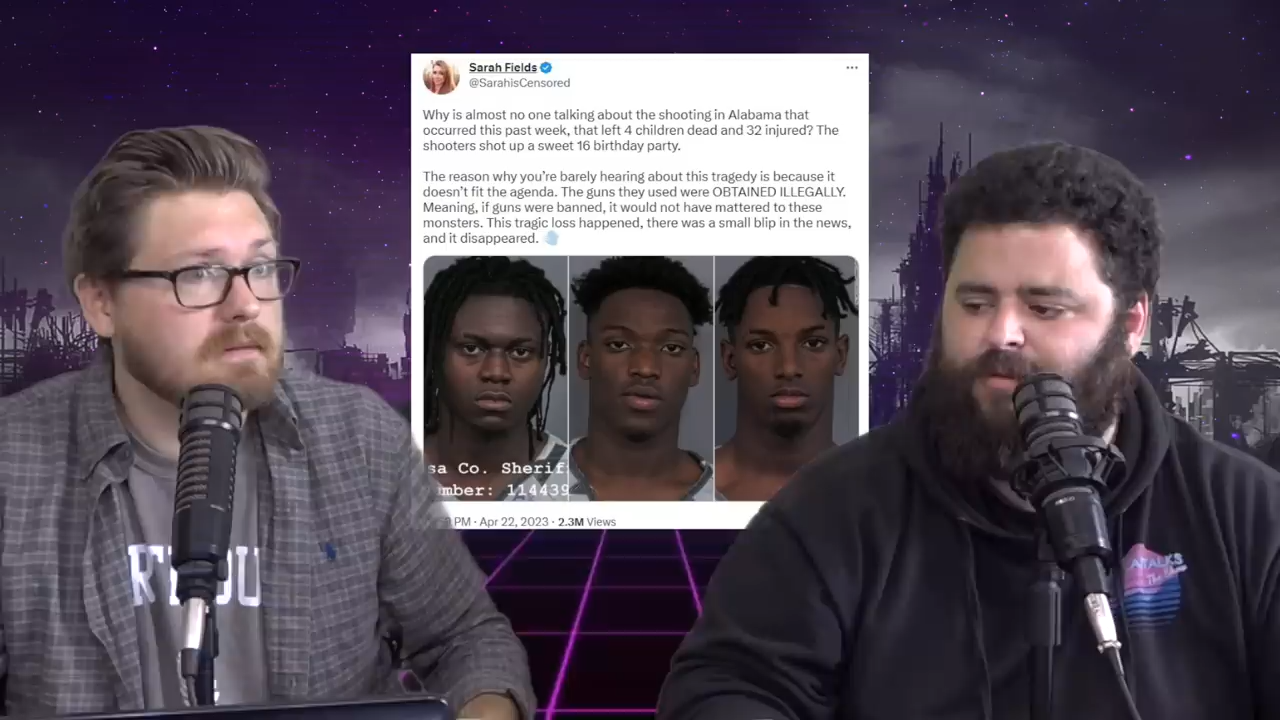 Sarah Fields
@SarahisCensored
Why is almost no one talking about the shooting in Alabama that
occurred this past week, that left 4 children dead and 32 injured? The
shooters shot up a sweet 16 birthday party.
The reason why you’re barely hearing about this tragedy is because it
doesn’t fit the agenda. The guns they used were OBTAINED ILLEGALLY.
Meaning, if guns were banned, it would not have mattered to these
monsters. This tragic loss happened, there was a small blip in the news,
and it disappeared.
sa Co. Sherif
mber: 114439
PM · Apr 22, 2023 · 2.3M Views
ATALKS
The Show